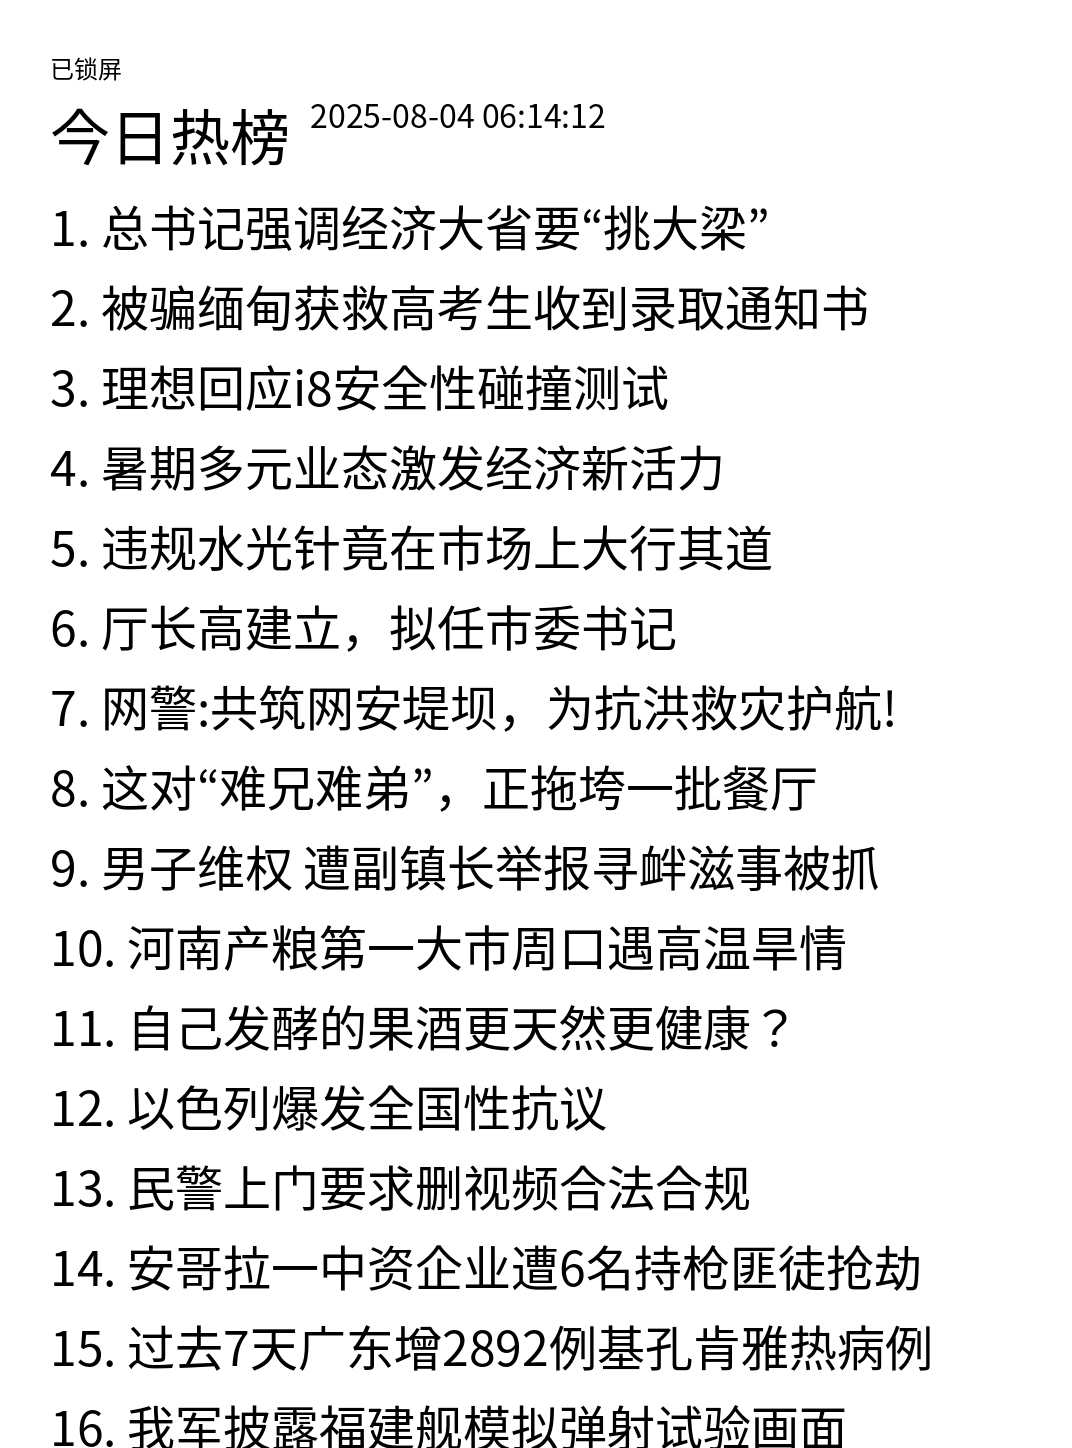 已锁屏
今日热榜 2025-08-04 06:14:12
1. 总书记强调经济大省要“挑大梁”
2. 被骗缅甸获救高考生收到录取通知书
3. 理想回应i8安全性碰撞测试
4. 暑期多元业态激发经济新活力
5. 违规水光针竟在市场上大行其道
6. 厅长高建立，拟任市委书记
7. 网警:共筑网安堤坝，为抗洪救灾护航!
8. 这对“难兄难弟”，正拖垮一批餐厅
9. 男子维权 遭副镇长举报寻衅滋事被抓
10. 河南产粮第一大市周口遇高温旱情
11. 自己发酵的果酒更天然更健康？
12. 以色列爆发全国性抗议
13. 民警上门要求删视频合法合规
14. 安哥拉一中资企业遭6名持枪匪徒抢劫
15. 过去7天广东增2892例基孔肯雅热病例
16. 我军披露福建舰模拟弹射试验画面